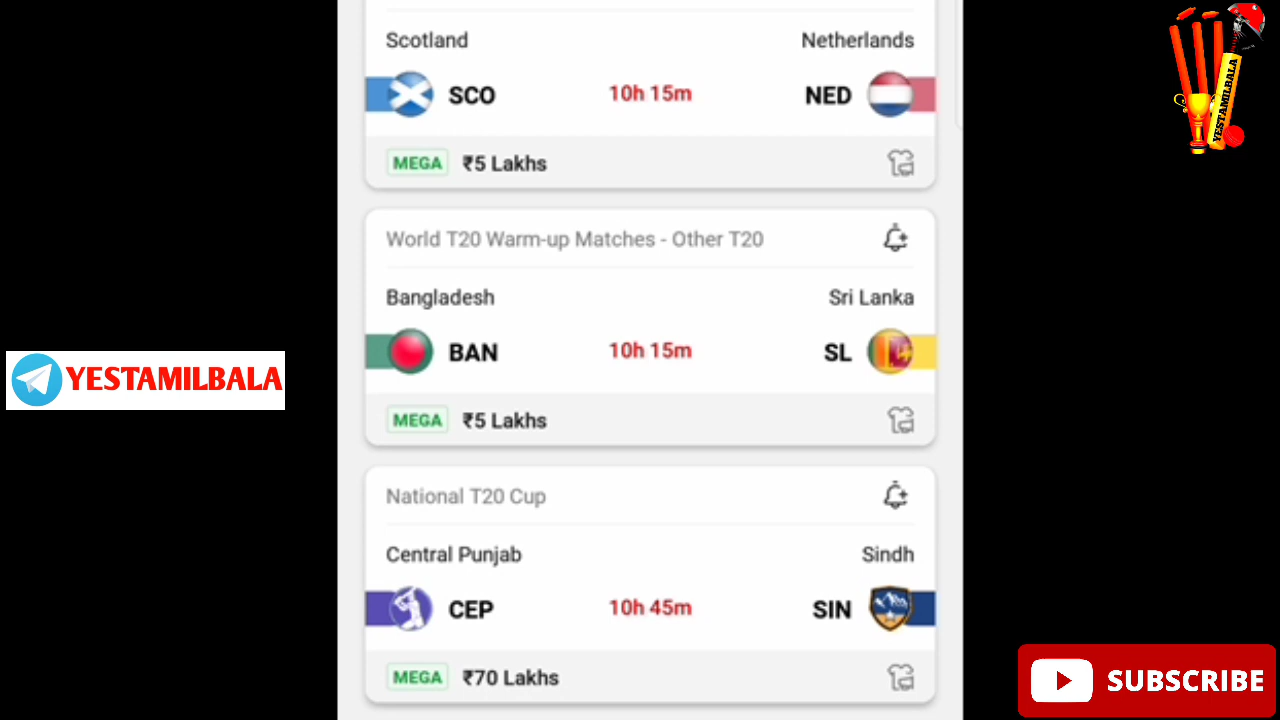 Scotland Netherlands
SCO 10h 15m NED
MEGA ₹5 Lakhs
World T20 Warm-up Matches - Other T20
Bangladesh Sri Lanka
BAN 10h 15m SL
MEGA ₹5 Lakhs
National T20 Cup
Central Punjab Sindh
CEP 10h 45m SIN
MEGA ₹70 Lakhs
YESTAMILBALA
YESTAMILBALA
SUBSCRIBE